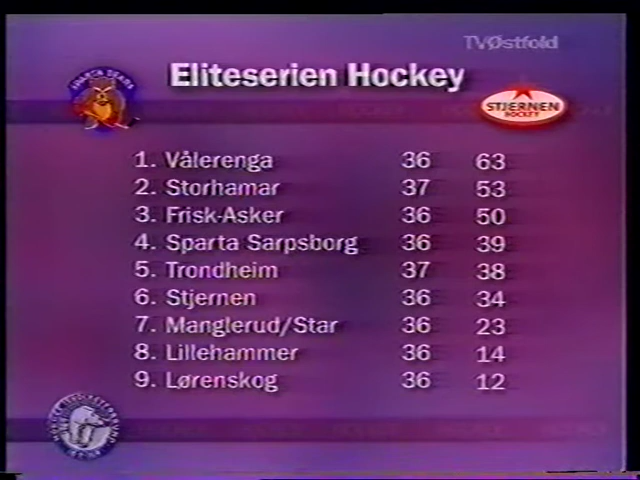 TVØstfold
Eliteserien Hockey
SPARTA BEARS
STJERNEN
HOCKEY
1. Vålerenga 36 63
2. Storhamar 37 53
3. Frisk-Asker 36 50
4. Sparta Sarpsborg 36 39
5. Trondheim 37 38
6. Stjernen 36 34
7. Manglerud/Star 36 23
8. Lillehammer 36 14
9. Lørenskog 36 12